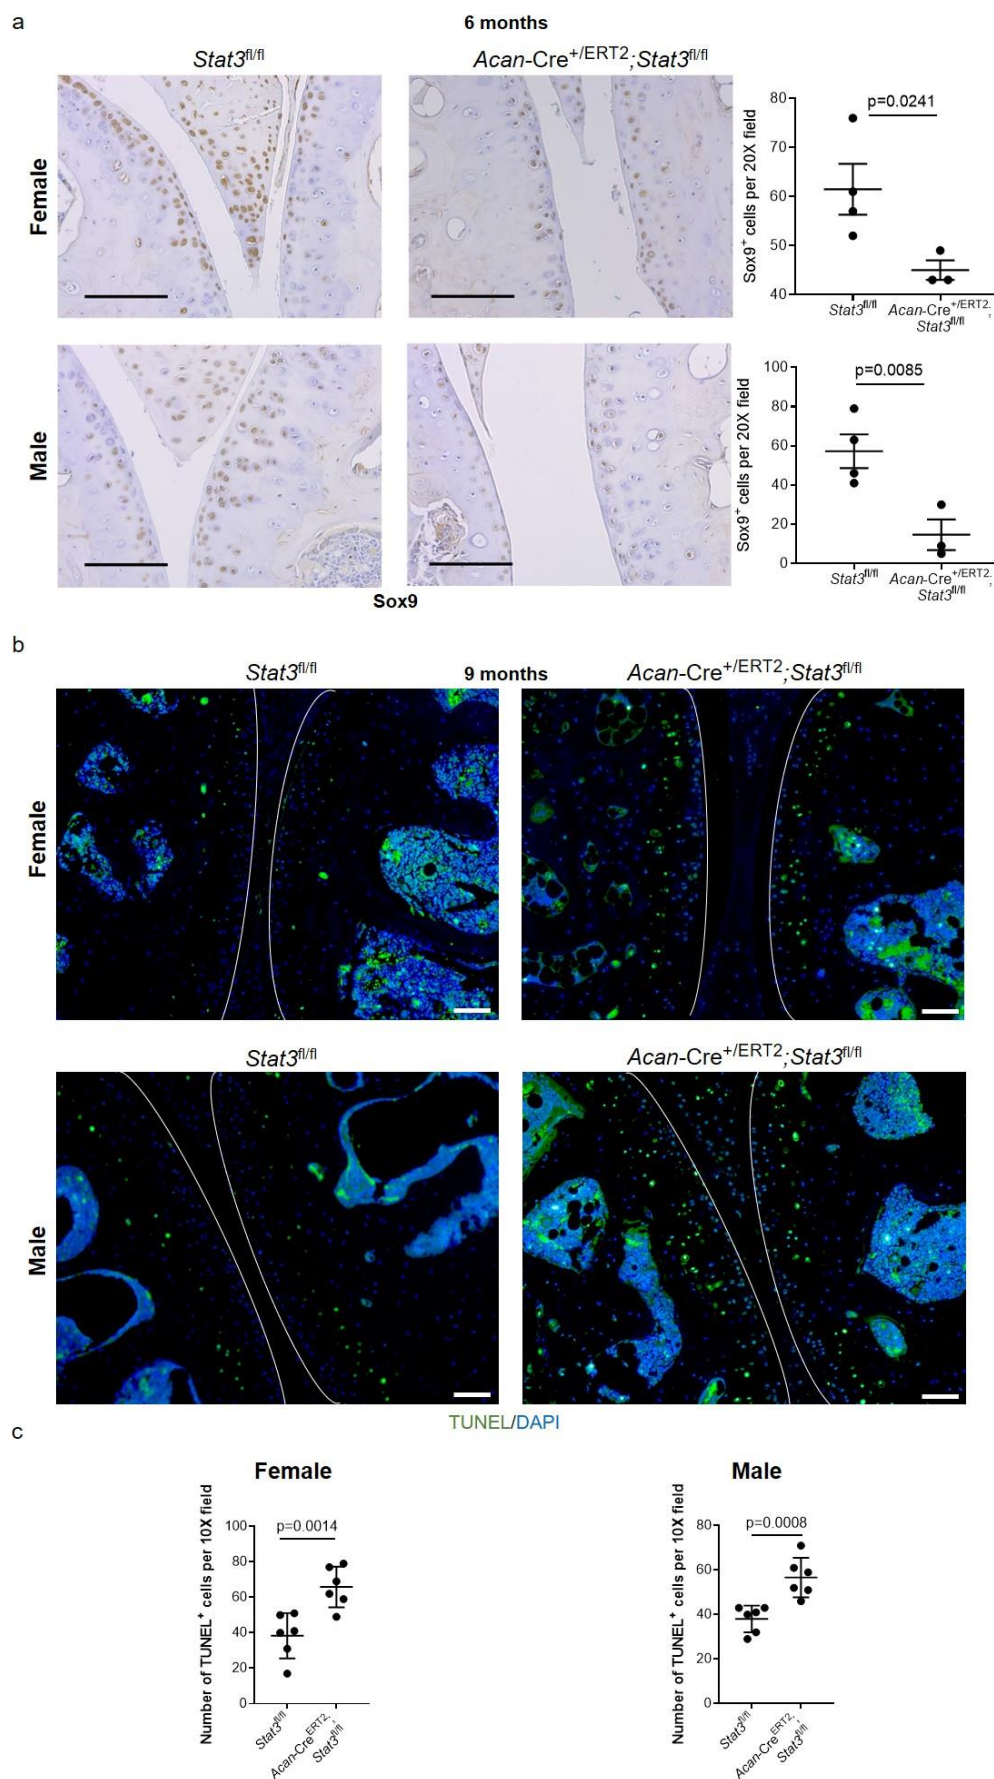 a
6 months
Stat3fl/fl
Acan-Cre+/ERT2;Stat3fl/fl
Female
80
70
60
50
40
Sox9+ cells per 20X field
p=0.0241
Stat3fl/fl
Acan-Cre+/ERT2;
Stat3fl/fl
Male
100
80
60
40
20
0
Sox9+ cells per 20X field
p=0.0085
Stat3fl/fl
Acan-Cre+/ERT2;
Stat3fl/fl
Sox9
b
Stat3fl/fl
9 months
Acan-Cre+/ERT2;Stat3fl/fl
Female
Stat3fl/fl
Acan-Cre+/ERT2;Stat3fl/fl
Male
TUNEL/DAPI
c
Female
Number of TUNEL+ cells per 10X field
100
80
60
40
20
0
p=0.0014
Stat3fl/fl
Acan-CreERT2;
Stat3fl/fl
Male
Number of TUNEL+ cells per 10X field
80
60
40
20
0
p=0.0008
Stat3fl/fl
Acan-CreERT2;
Stat3fl/fl